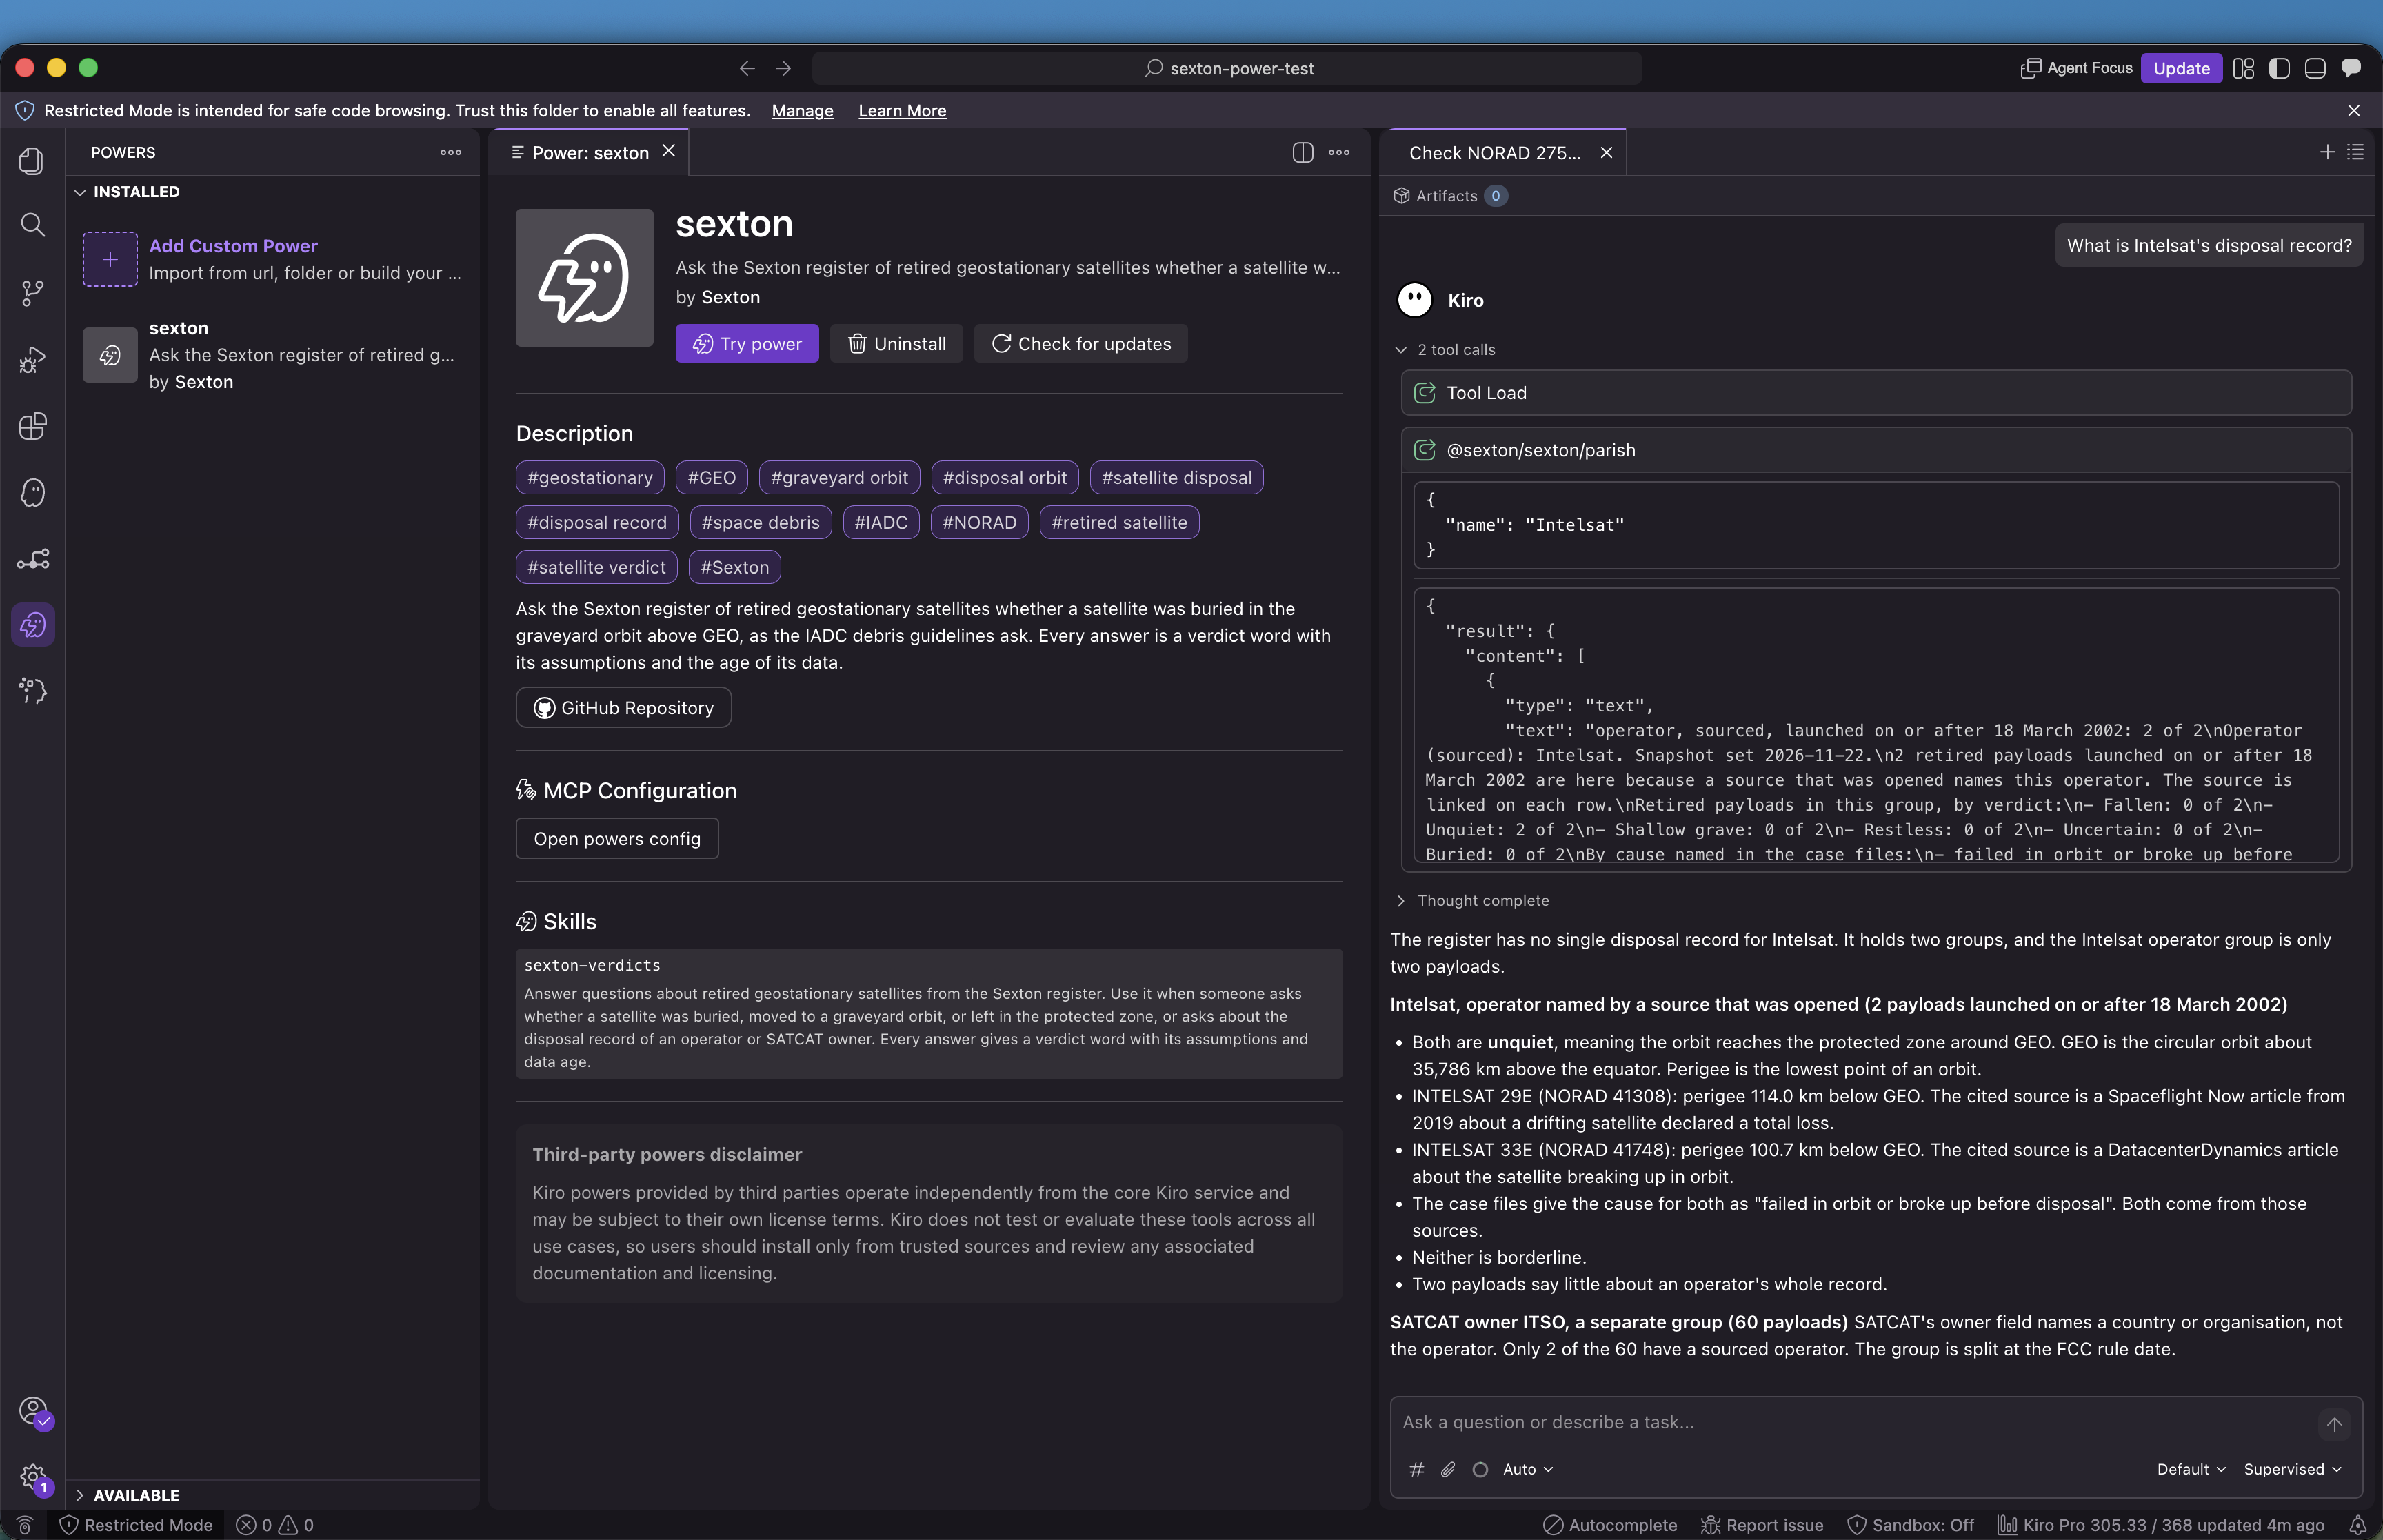 sexton-power-test
Agent Focus
Update
Restricted Mode is intended for safe code browsing. Trust this folder to enable all features. Manage Learn More
POWERS
INSTALLED
Add Custom Power
Import from url, folder or build your ...
sexton
Ask the Sexton register of retired g...
by Sexton
AVAILABLE
Power: sexton
sexton
Ask the Sexton register of retired geostationary satellites whether a satellite w...
by Sexton
Try power
Uninstall
Check for updates
Description
#geostationary #GEO #graveyard orbit #disposal orbit #satellite disposal
#disposal record #space debris #IADC #NORAD #retired satellite
#satellite verdict #Sexton
Ask the Sexton register of retired geostationary satellites whether a satellite was buried in the
graveyard orbit above GEO, as the IADC debris guidelines ask. Every answer is a verdict word with
its assumptions and the age of its data.
GitHub Repository
MCP Configuration
Open powers config
Skills
sexton-verdicts
Answer questions about retired geostationary satellites from the Sexton register. Use it when someone asks
whether a satellite was buried, moved to a graveyard orbit, or left in the protected zone, or asks about the
disposal record of an operator or SATCAT owner. Every answer gives a verdict word with its assumptions and
data age.
Third-party powers disclaimer
Kiro powers provided by third parties operate independently from the core Kiro service and
may be subject to their own license terms. Kiro does not test or evaluate these tools across all
use cases, so users should install only from trusted sources and review any associated
documentation and licensing.
Check NORAD 275...
Artifacts 0
What is Intelsat's disposal record?
Kiro
2 tool calls
Tool Load
@sexton/sexton/parish
{
"name": "Intelsat"
}
{
"result": {
"content": [
{
"type": "text",
"text": "operator, sourced, launched on or after 18 March 2002: 2 of 2\nOperator
(sourced): Intelsat. Snapshot set 2026-11-22.\n2 retired payloads launched on or after 18
March 2002 are here because a source that was opened names this operator. The source is
linked on each row.\nRetired payloads in this group, by verdict:\n- Fallen: 0 of 2\n-
Unquiet: 2 of 2\n- Shallow grave: 0 of 2\n- Restless: 0 of 2\n- Uncertain: 0 of 2\n-
Buried: 0 of 2\nBy cause named in the case files:\n- failed in orbit or broke up before
Thought complete
The register has no single disposal record for Intelsat. It holds two groups, and the Intelsat operator group is only
two payloads.
Intelsat, operator named by a source that was opened (2 payloads launched on or after 18 March 2002)
• Both are unquiet, meaning the orbit reaches the protected zone around GEO. GEO is the circular orbit about
35,786 km above the equator. Perigee is the lowest point of an orbit.
• INTELSAT 29E (NORAD 41308): perigee 114.0 km below GEO. The cited source is a Spaceflight Now article from
2019 about a drifting satellite declared a total loss.
• INTELSAT 33E (NORAD 41748): perigee 100.7 km below GEO. The cited source is a DatacenterDynamics article
about the satellite breaking up in orbit.
• The case files give the cause for both as "failed in orbit or broke up before disposal". Both come from those
sources.
• Neither is borderline.
• Two payloads say little about an operator's whole record.
SATCAT owner ITSO, a separate group (60 payloads) SATCAT's owner field names a country or organisation, not
the operator. Only 2 of the 60 have a sourced operator. The group is split at the FCC rule date.
Ask a question or describe a task...
Auto
Default
Supervised
1
Restricted Mode
0 0
Autocomplete
Report issue
Sandbox: Off
Kiro Pro 305.33 / 368 updated 4m ago